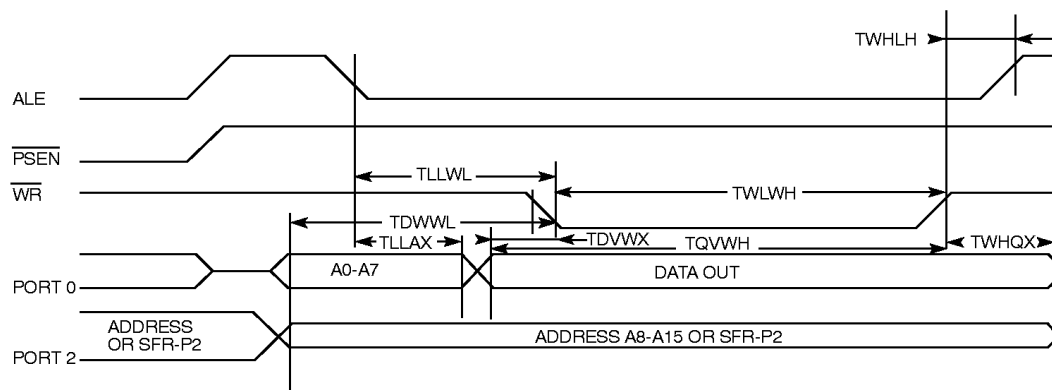 TWHLH
ALE
PSEN
TLLWL
WR
TWLWH
TDWWL
TLLAX
TDVWX
TQVWH
TWHQX
A0-A7
DATA OUT
PORT 0
ADDRESS
OR SFR-P2
ADDRESS A8-A15 OR SFR-P2
PORT 2